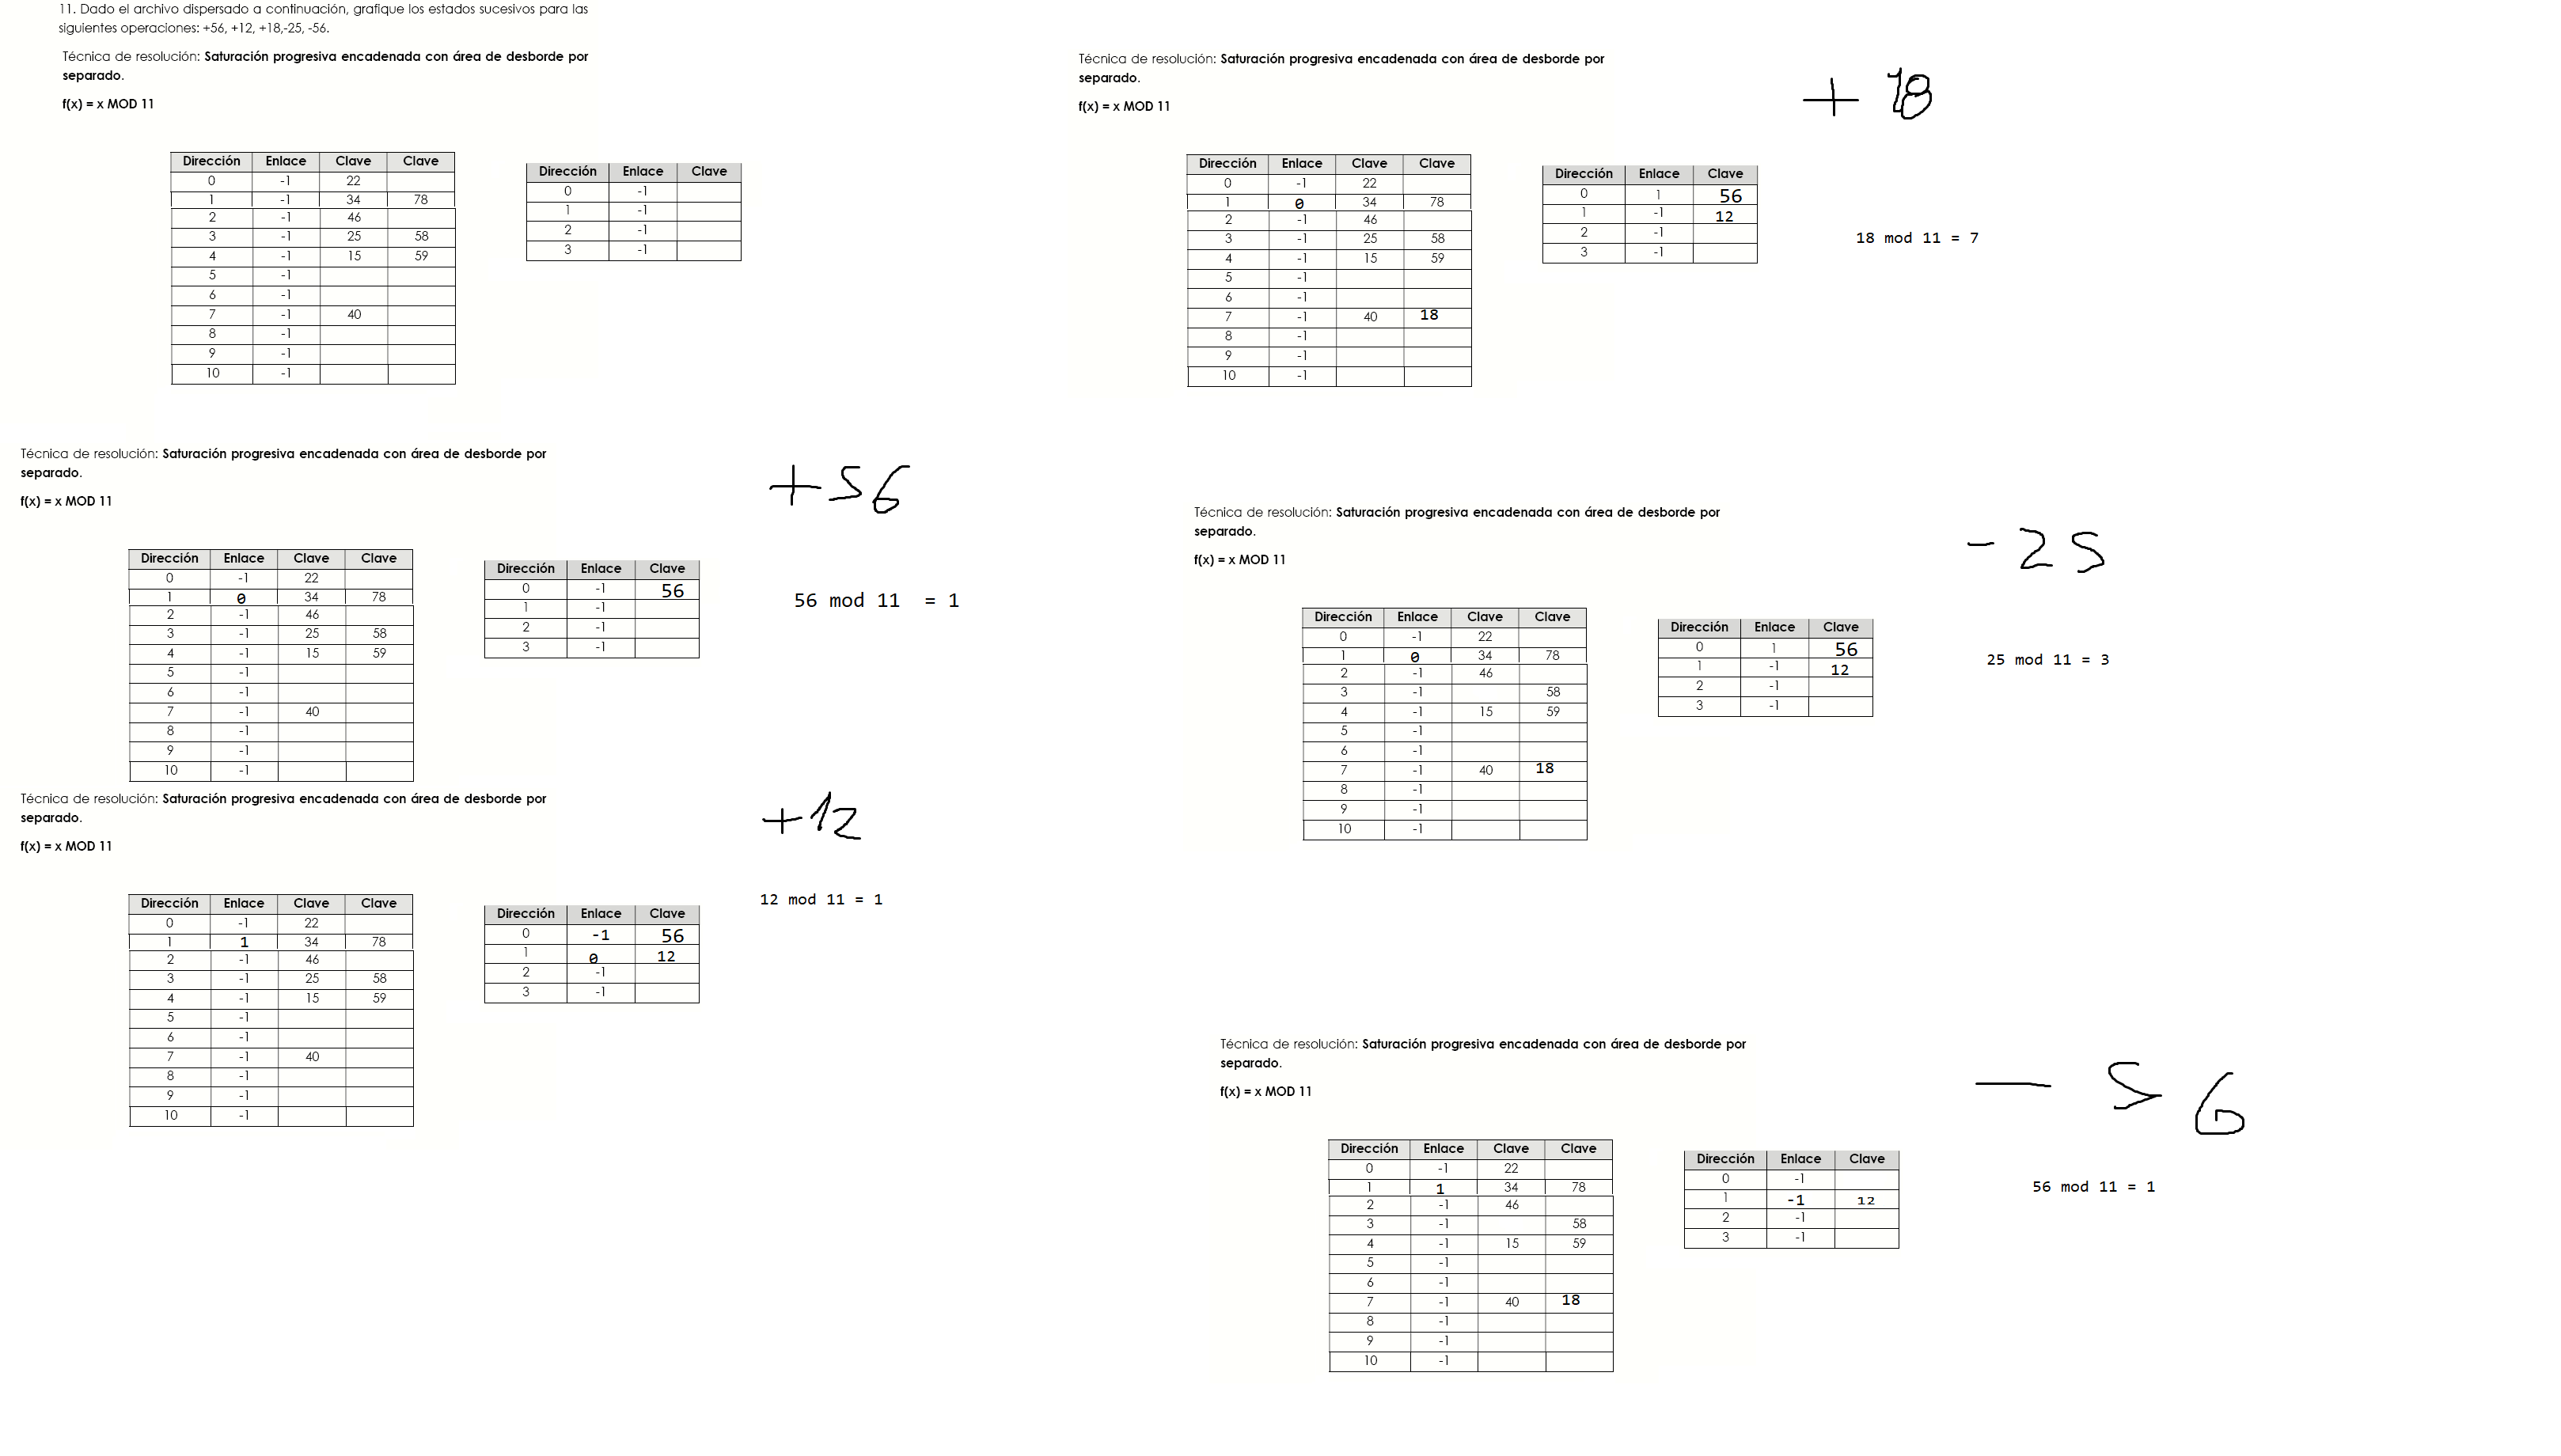 11. Dado el archivo dispersado a continuación, grafique los estados sucesivos para las
siguientes operaciones: +56, +12, +18,-25, -56.
Técnica de resolución: Saturación progresiva encadenada con área de desborde por
separado.
f(x) = x MOD 11
Dirección Enlace Clave Clave
0 -1 22
1 -1 34 78
2 -1 46
3 -1 25 58
4 -1 15 59
5 -1
6 -1
7 -1 40
8 -1
9 -1
10 -1
Dirección Enlace Clave
0 -1
1 -1
2 -1
3 -1
Técnica de resolución: Saturación progresiva encadenada con área de desborde por
separado.
f(x) = x MOD 11
+56
Dirección Enlace Clave Clave
0 -1 22
1 0 34 78
2 -1 46
3 -1 25 58
4 -1 15 59
5 -1
6 -1
7 -1 40
8 -1
9 -1
10 -1
Dirección Enlace Clave
0 -1 56
1 -1
2 -1
3 -1
56 mod 11 = 1
Técnica de resolución: Saturación progresiva encadenada con área de desborde por
separado.
f(x) = x MOD 11
+12
Dirección Enlace Clave Clave
0 -1 22
1 1 34 78
2 -1 46
3 -1 25 58
4 -1 15 59
5 -1
6 -1
7 -1 40
8 -1
9 -1
10 -1
Dirección Enlace Clave
0 -1 56
1 0 12
2 -1
3 -1
12 mod 11 = 1
Técnica de resolución: Saturación progresiva encadenada con área de desborde por
separado.
f(x) = x MOD 11
+ 18
Dirección Enlace Clave Clave
0 -1 22
1 0 34 78
2 -1 46
3 -1 25 58
4 -1 15 59
5 -1
6 -1
7 -1 40 18
8 -1
9 -1
10 -1
Dirección Enlace Clave
0 1 56
1 -1 12
2 -1
3 -1
18 mod 11 = 7
Técnica de resolución: Saturación progresiva encadenada con área de desborde por
separado.
f(x) = x MOD 11
- 25
Dirección Enlace Clave Clave
0 -1 22
1 0 34 78
2 -1 46
3 -1 58
4 -1 15 59
5 -1
6 -1
7 -1 40 18
8 -1
9 -1
10 -1
Dirección Enlace Clave
0 1 56
1 -1 12
2 -1
3 -1
25 mod 11 = 3
Técnica de resolución: Saturación progresiva encadenada con área de desborde por
separado.
f(x) = x MOD 11
- 56
Dirección Enlace Clave Clave
0 -1 22
1 1 34 78
2 -1 46
3 -1 58
4 -1 15 59
5 -1
6 -1
7 -1 40 18
8 -1
9 -1
10 -1
Dirección Enlace Clave
0 -1
1 -1 12
2 -1
3 -1
56 mod 11 = 1